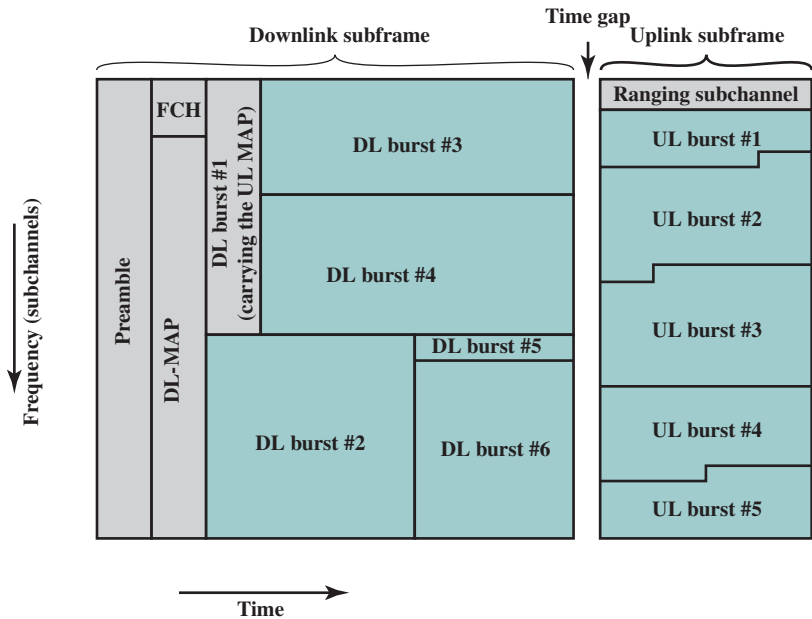 Time gap
Downlink subframe
Uplink subframe
Preamble
FCH
DL-MAP
DL burst #1
(carrying the UL MAP)
DL burst #3
DL burst #4
DL burst #2
DL burst #5
DL burst #6
Ranging subchannel
UL burst #1
UL burst #2
UL burst #3
UL burst #4
UL burst #5
Frequency (subchannels)
Time